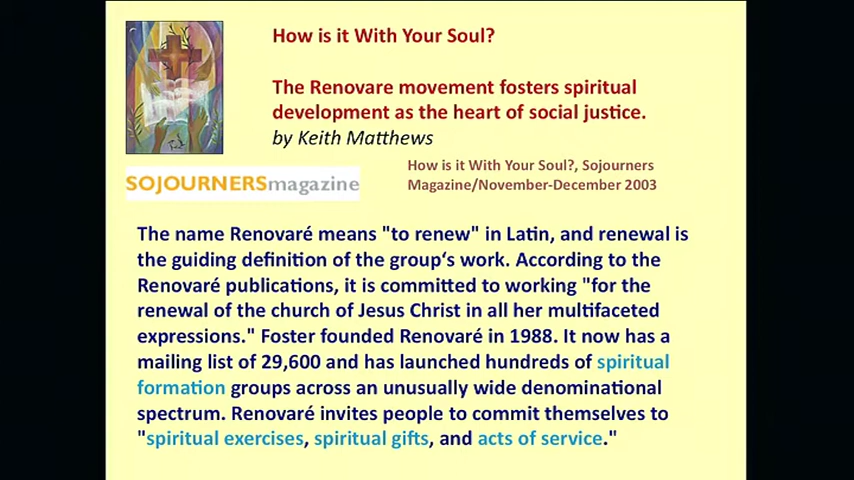 How is it With Your Soul?
The Renovare movement fosters spiritual
development as the heart of social justice.
by Keith Matthews
How is it With Your Soul?, Sojourners
Magazine/November-December 2003
SOJOURNERSmagazine
The name Renovaré means "to renew" in Latin, and renewal is
the guiding definition of the group‘s work. According to the
Renovaré publications, it is committed to working "for the
renewal of the church of Jesus Christ in all her multifaceted
expressions." Foster founded Renovaré in 1988. It now has a
mailing list of 29,600 and has launched hundreds of spiritual
formation groups across an unusually wide denominational
spectrum. Renovaré invites people to commit themselves to
"spiritual exercises, spiritual gifts, and acts of service."